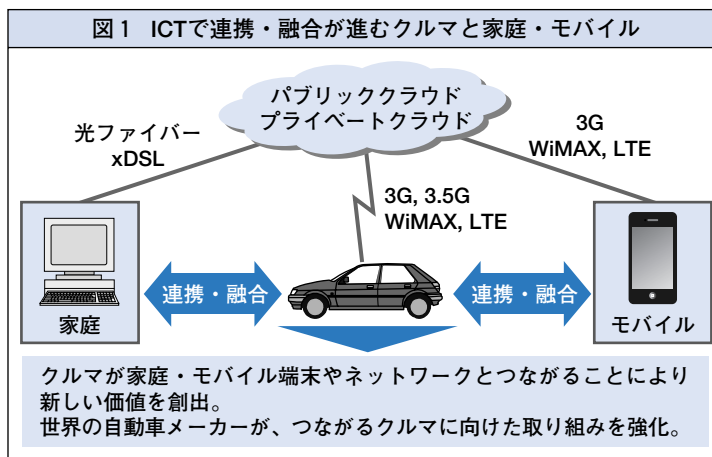 図1 ICTで連携・融合が進むクルマと家庭・モバイル
パブリッククラウド
プライベートクラウド
光ファイバー
xDSL
3G
WiMAX, LTE
3G, 3.5G
WiMAX, LTE
連携・融合
連携・融合
家庭
モバイル
クルマが家庭・モバイル端末やネットワークとつながることにより
新しい価値を創出。
世界の自動車メーカーが、つながるクルマに向けた取り組みを強化。